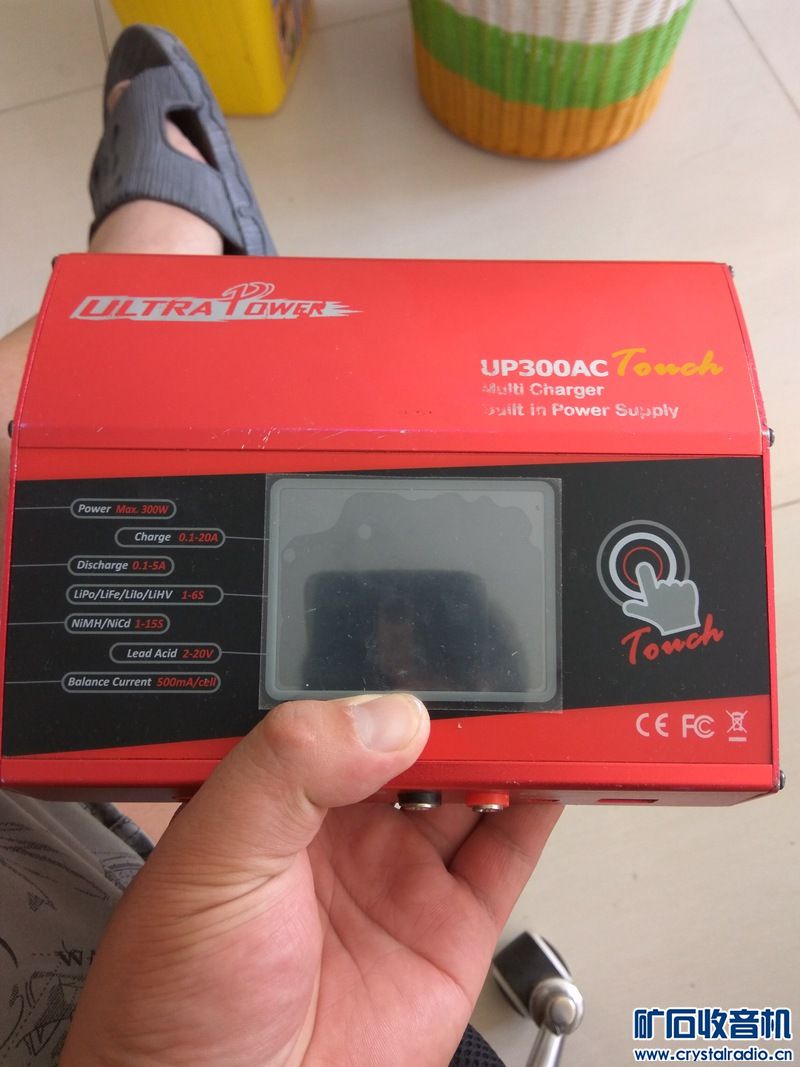 ULTRA POWER
UP300AC Touch
Multi Charger
Built in Power Supply
Power Max. 300W
Charge 0.1-20A
Discharge 0.1-5A
LiPo/LiFe/LiIo/LiHV 1-6S
NiMH/NiCd 1-15S
Lead Acid 2-20V
Balance Current 500mA/cell
Touch
CE FC
矿石收音机
www.crystalradio.cn